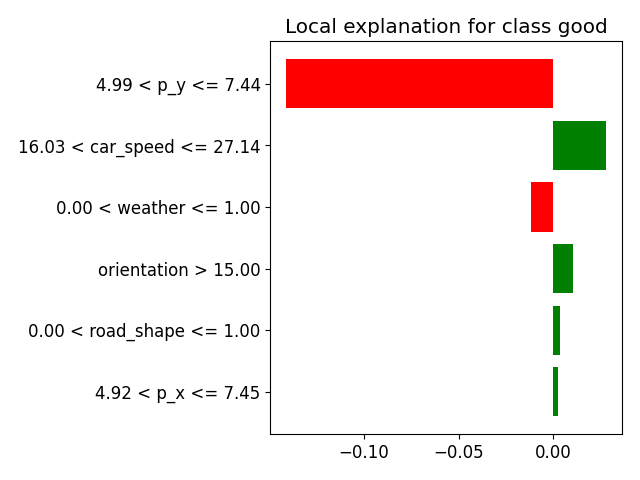 Local explanation for class good
4.99 < p_y <= 7.44
16.03 < car_speed <= 27.14
0.00 < weather <= 1.00
orientation > 15.00
0.00 < road_shape <= 1.00
4.92 < p_x <= 7.45
−0.10 −0.05 0.00